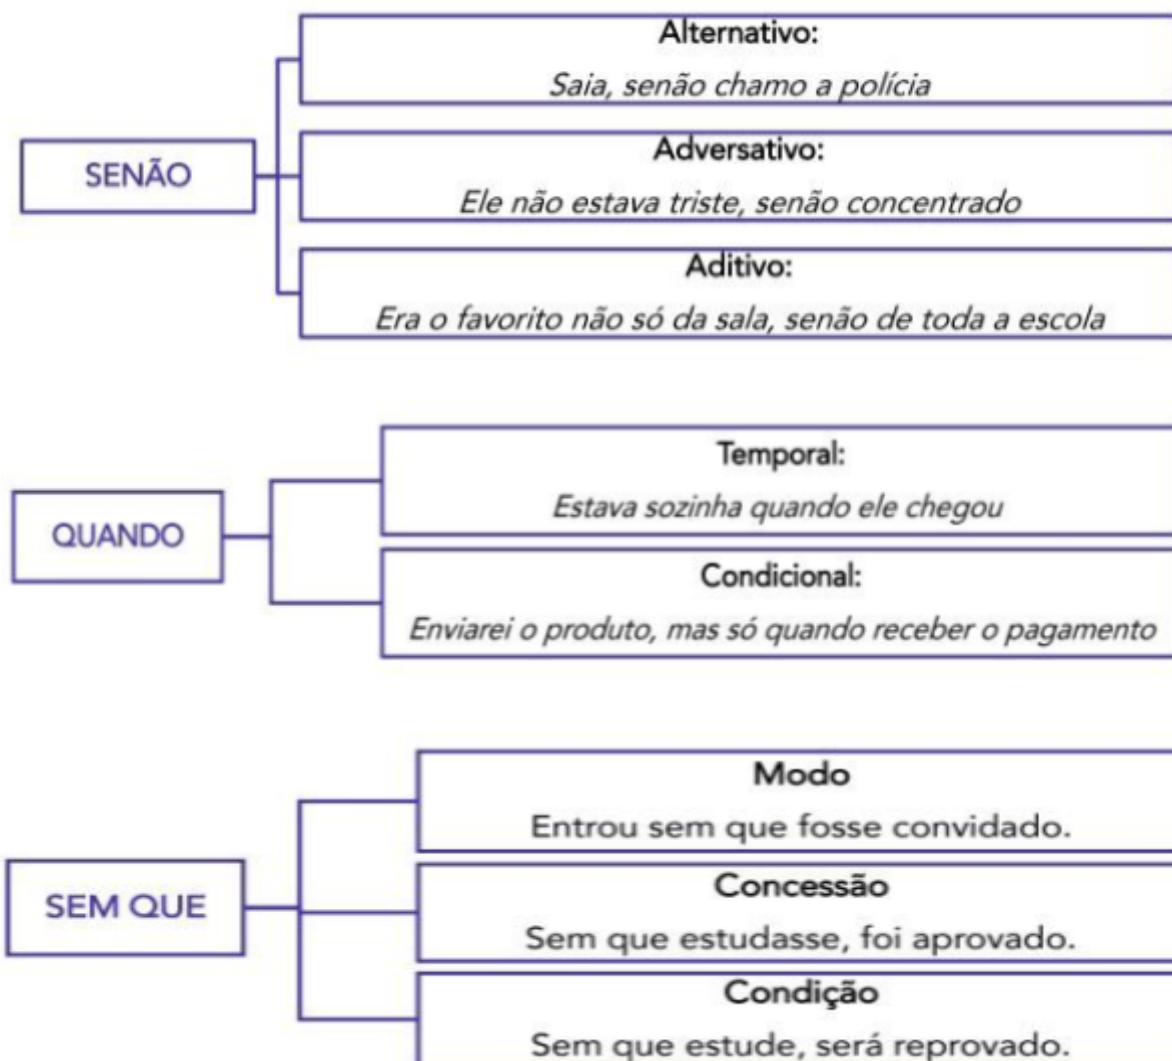 SENÃO
Alternativo:
Saia, senão chamo a polícia
Adversativo:
Ele não estava triste, senão concentrado
Aditivo:
Era o favorito não só da sala, senão de toda a escola
QUANDO
Temporal:
Estava sozinha quando ele chegou
Condicional:
Enviarei o produto, mas só quando receber o pagamento
SEM QUE
Modo
Entrou sem que fosse convidado.
Concessão
Sem que estudasse, foi aprovado.
Condição
Sem que estude, será reprovado.